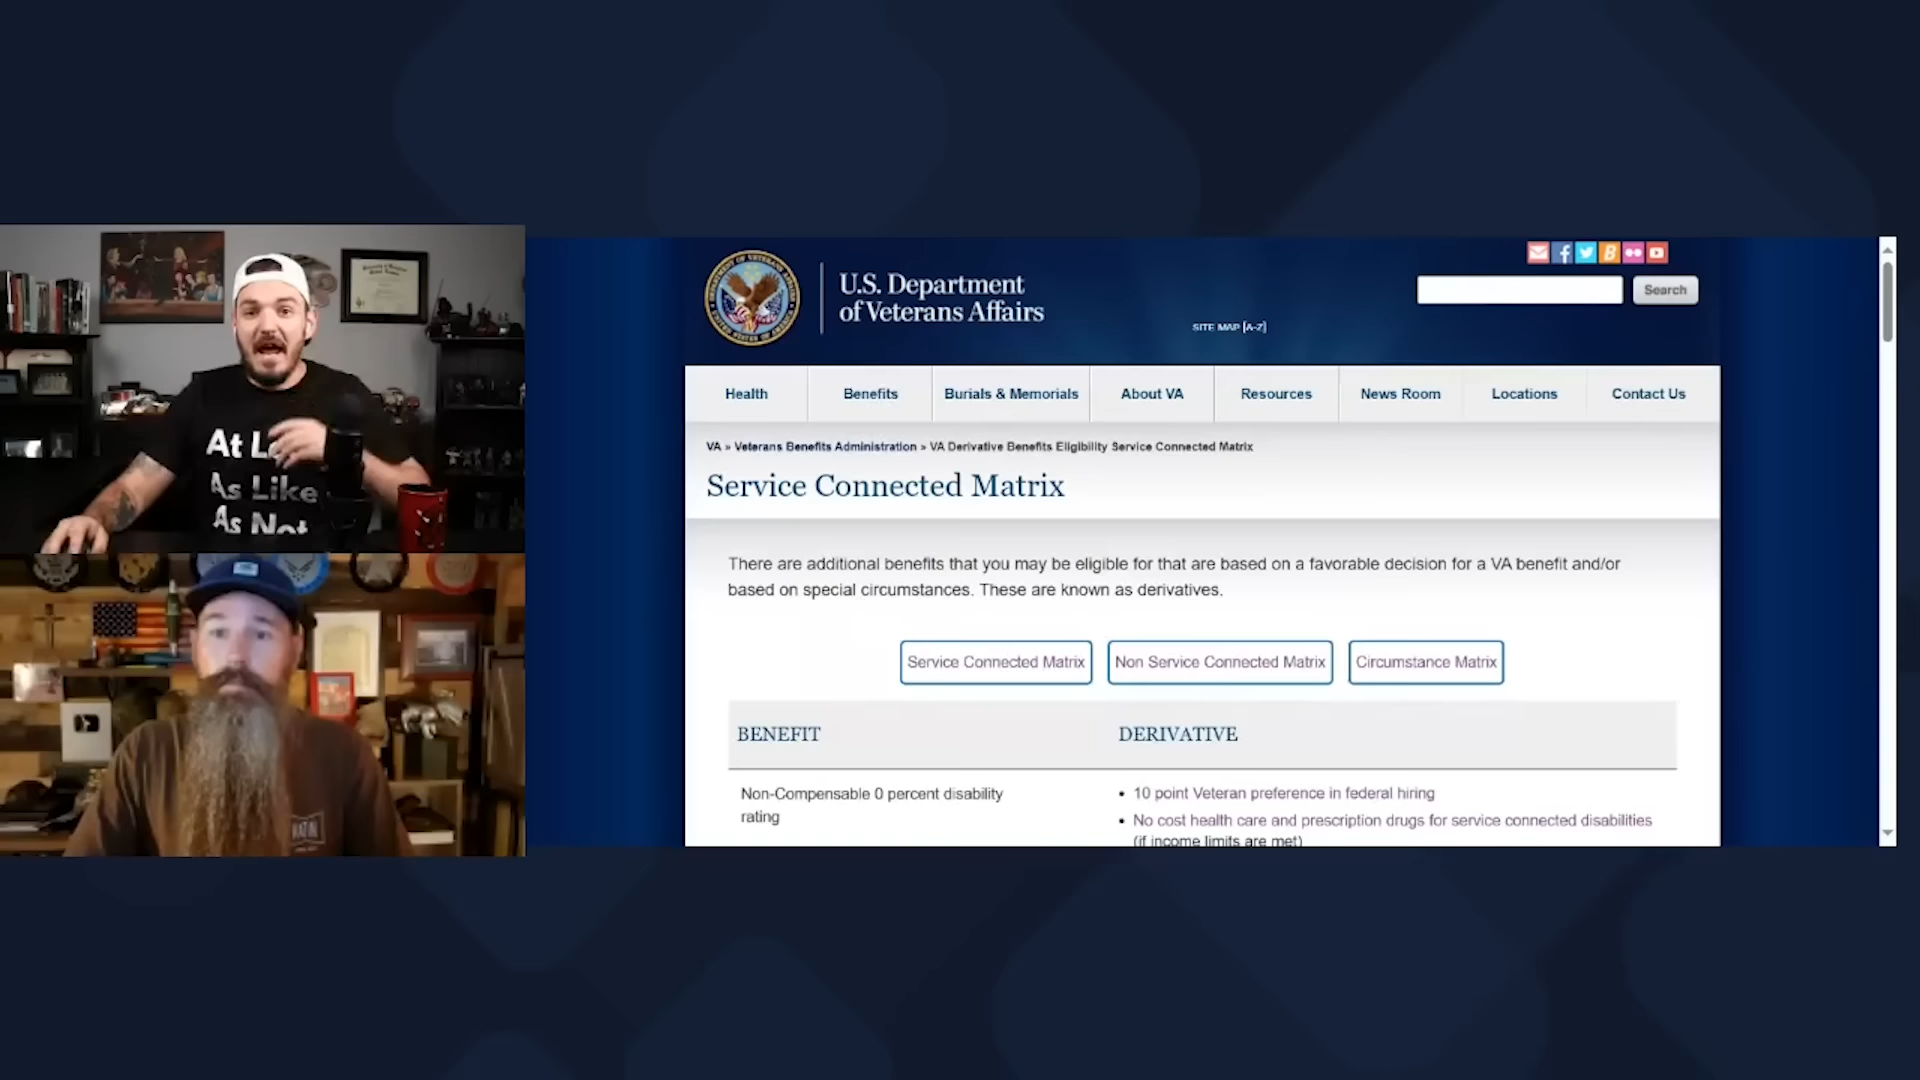 At L
As Like
As Not
U.S. Department
of Veterans Affairs
SITE MAP [A-Z]
Search
Health
Benefits
Burials & Memorials
About VA
Resources
News Room
Locations
Contact Us
VA » Veterans Benefits Administration » VA Derivative Benefits Eligibility Service Connected Matrix
Service Connected Matrix
There are additional benefits that you may be eligible for that are based on a favorable decision for a VA benefit and/or
based on special circumstances. These are known as derivatives.
Service Connected Matrix
Non Service Connected Matrix
Circumstance Matrix
BENEFIT
DERIVATIVE
Non-Compensable 0 percent disability
rating
• 10 point Veteran preference in federal hiring
• No cost health care and prescription drugs for service connected disabilities
(if income limits are met)